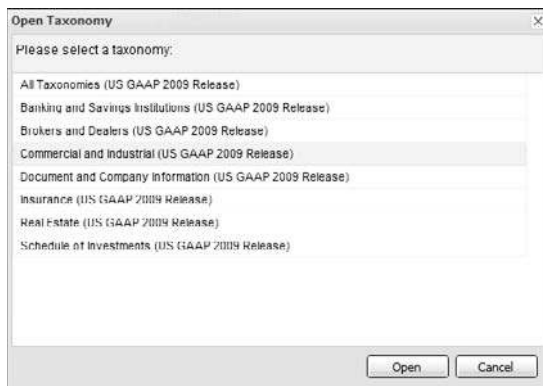 Open Taxonomy
Please select a taxonomy:
All Taxonomies (US GAAP 2009 Release)
Banking and Savings Institutions (US GAAP 2009 Release)
Brokers and Dealers (US GAAP 2009 Release)
Commercial and Industrial (US GAAP 2009 Release)
Document and Company Information (US GAAP 2009 Release)
Insurance (US GAAP 2009 Release)
Real Estate (US GAAP 2009 Release)
Schedule of Investments (US GAAP 2009 Release)
Open Cancel